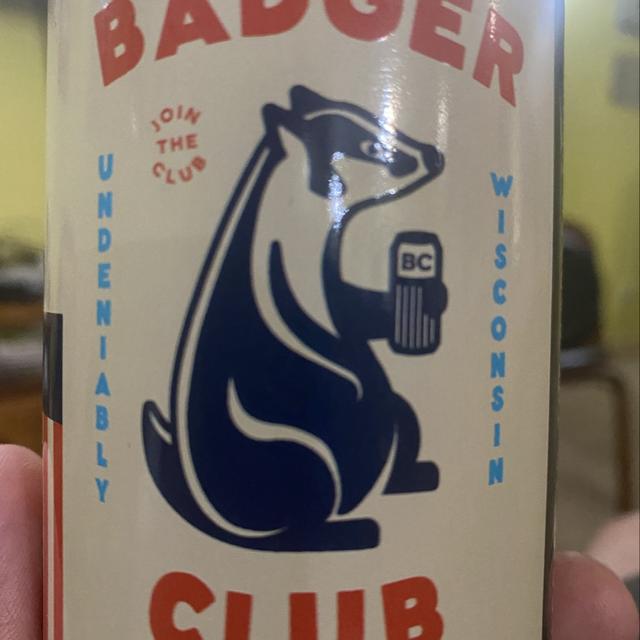 BADGER
JOIN
THE
CLUB
UNDENIABLY
WISCONSIN
BC
CLUB